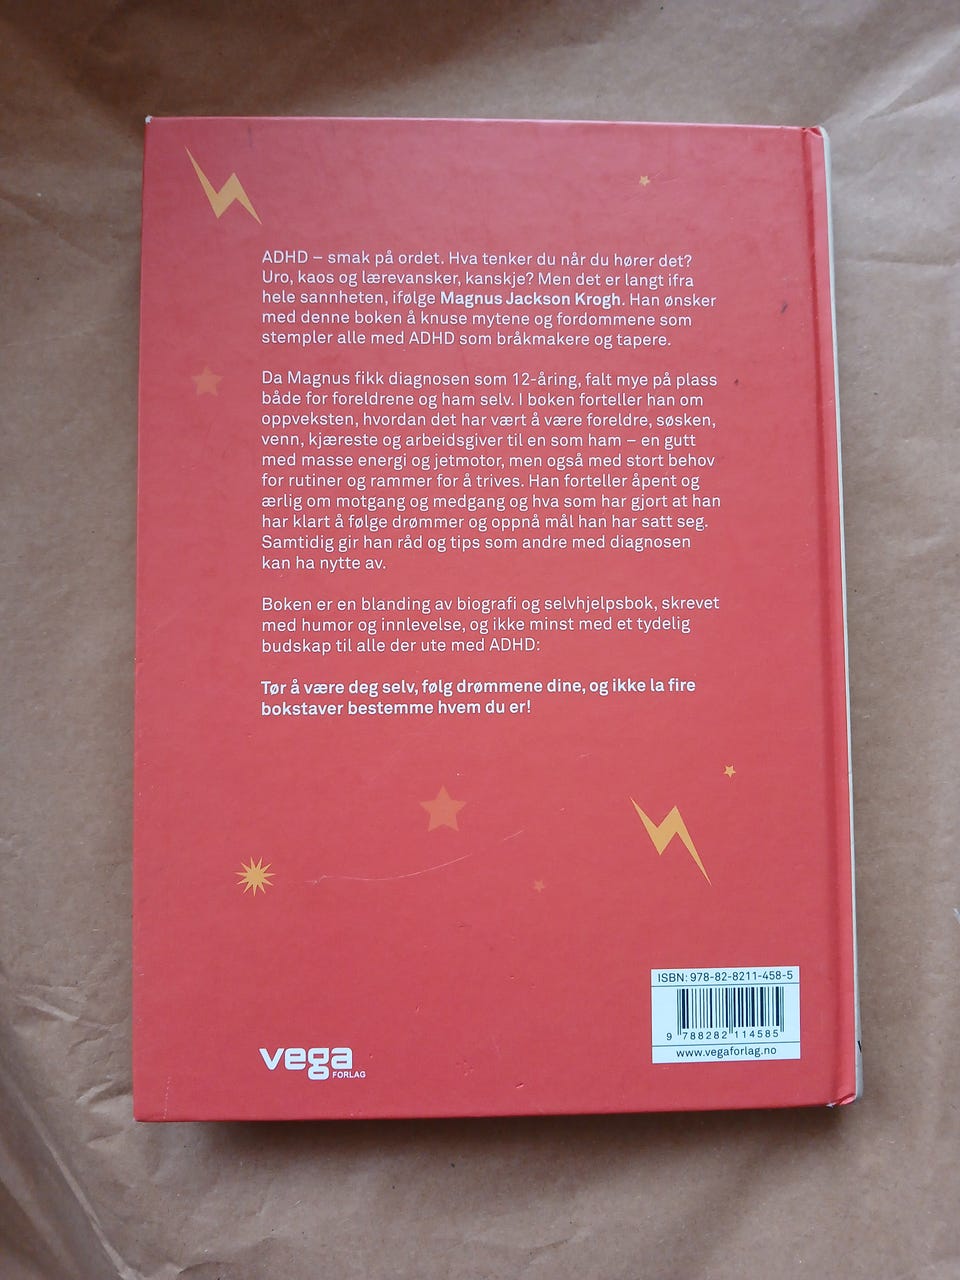 ADHD – smak på ordet. Hva tenker du når du hører det?
Uro, kaos og lærevansker, kanskje? Men det er langt ifra
hele sannheten, ifølge Magnus Jackson Krogh. Han ønsker
med denne boken å knuse mytene og fordommene som
stempler alle med ADHD som bråkmakere og tapere.
Da Magnus fikk diagnosen som 12-åring, falt mye på plass
både for foreldrene og ham selv. I boken forteller han om
oppveksten, hvordan det har vært å være foreldre, søsken,
venn, kjæreste og arbeidsgiver til en som ham – en gutt
med masse energi og jetmotor, men også med stort behov
for rutiner og rammer for å trives. Han forteller åpent og
ærlig om motgang og medgang og hva som har gjort at han
har klart å følge drømmer og oppnå mål han har satt seg.
Samtidig gir han råd og tips som andre med diagnosen
kan ha nytte av.
Boken er en blanding av biografi og selvhjelpsbok, skrevet
med humor og innlevelse, og ikke minst med et tydelig
budskap til alle der ute med ADHD:
Tør å være deg selv, følg drømmene dine, og ikke la fire
bokstaver bestemme hvem du er!
ISBN: 978-82-8211-458-5
9 788282 114585
www.vegaforlag.no
vega
FORLAG